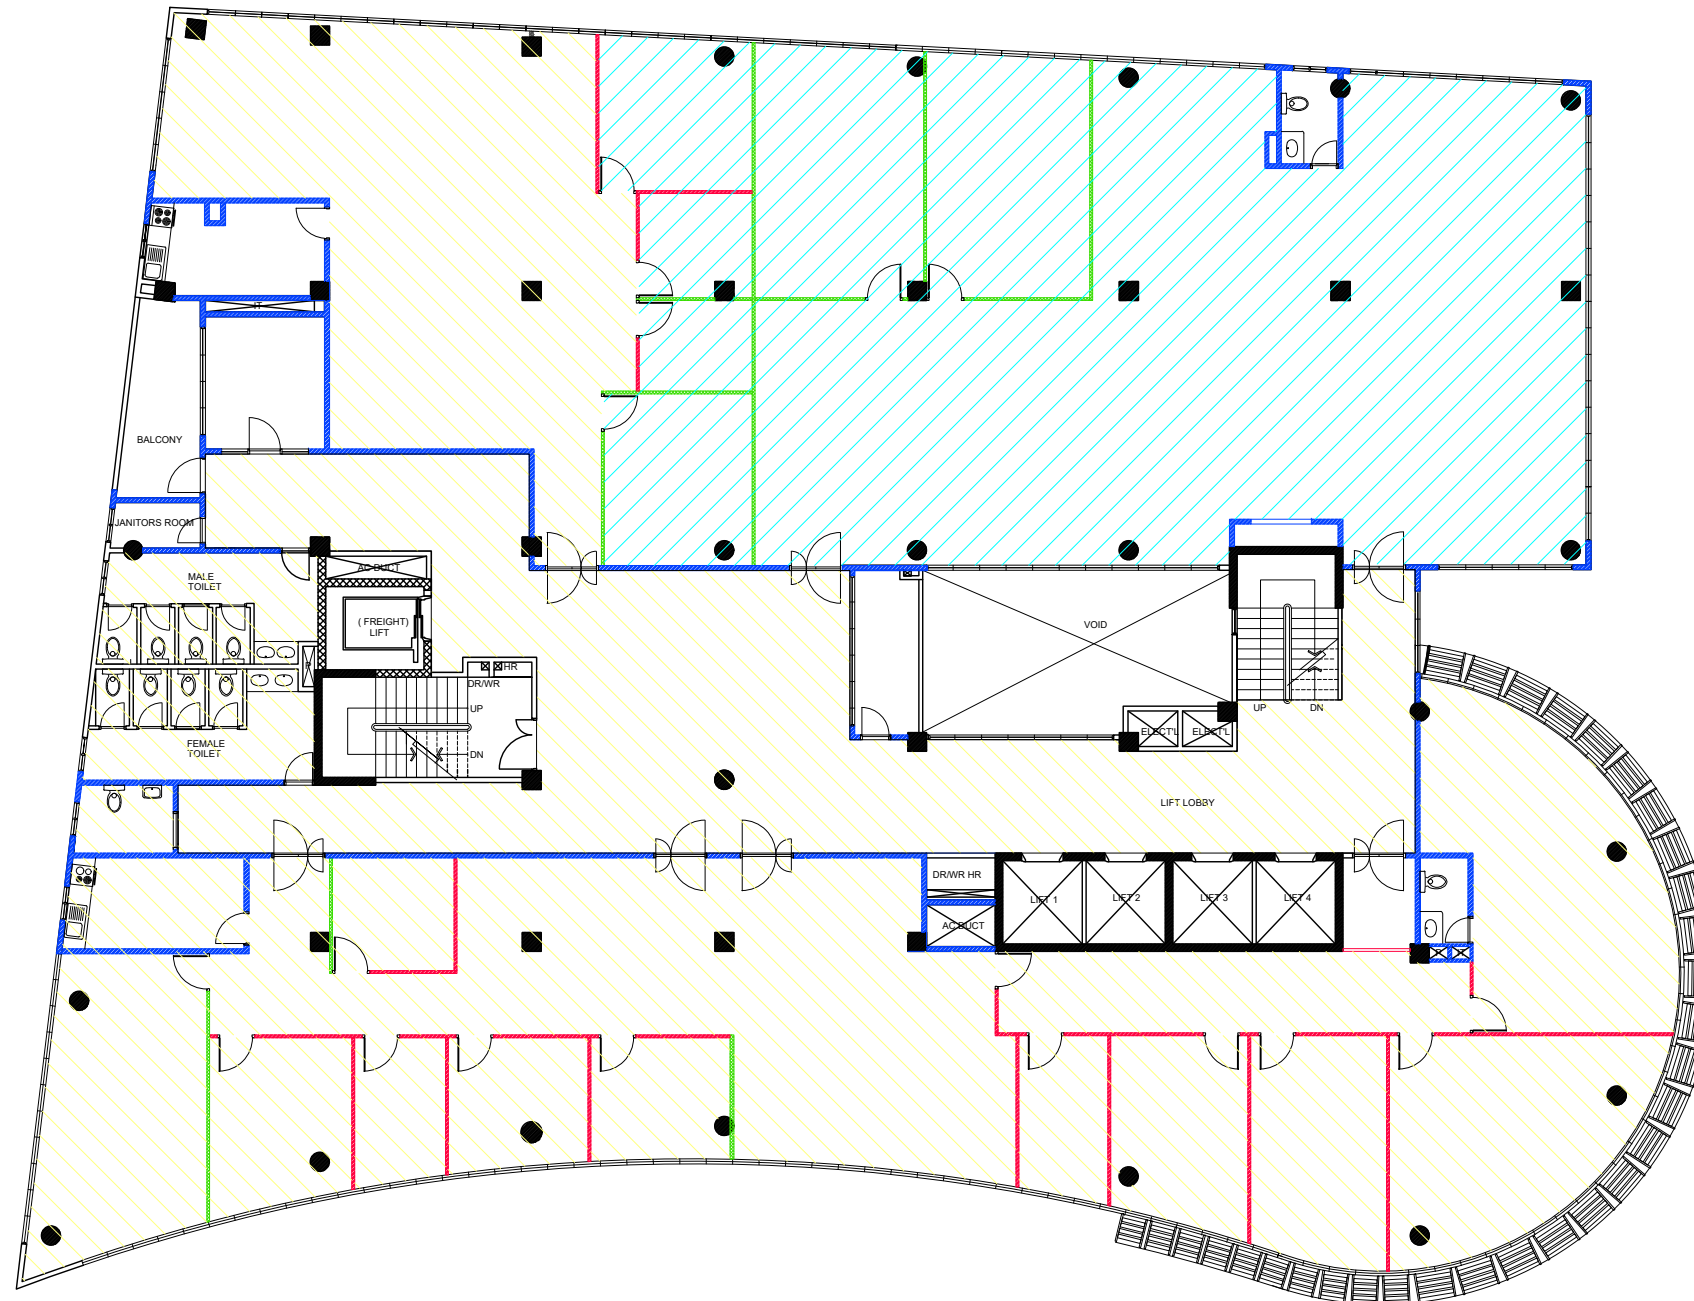 IT
BALCONY
JANITORS ROOM
MALE
TOILET
AC DUCT
( FREIGHT)
LIFT
HR
DR/WR
UP
DN
FEMALE
TOILET
VOID
UP
DN
ELECT'L
ELECT'L
LIFT LOBBY
DR/WR HR
AC DUCT
LIFT 1
LIFT 2
LIFT 3
LIFT 4